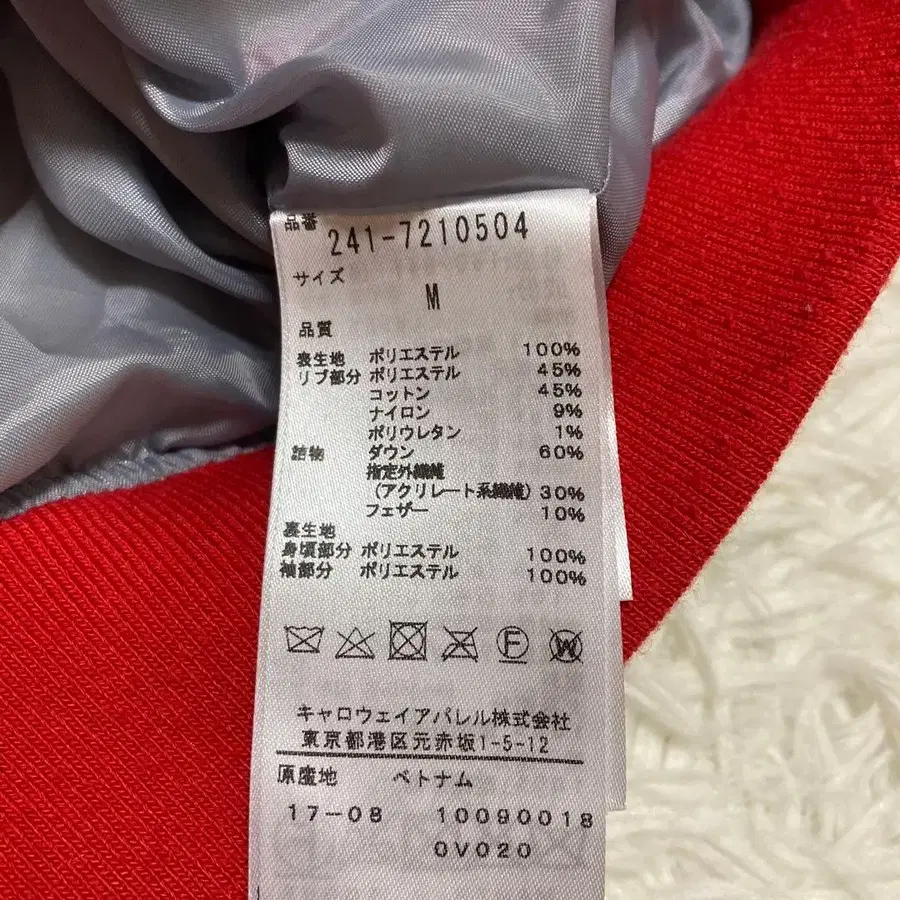 品番
241-7210504
サイズ
M
品質
表生地 ポリエステル 100%
リブ部分 ポリエステル 45%
コットン 45%
ナイロン 9%
ポリウレタン 1%
詰物 ダウン 60%
指定外繊維
(アクリレート系繊維) 30%
フェザー 10%
裏生地
身頃部分 ポリエステル 100%
袖部分 ポリエステル 100%
F W
キャロウェイアパレル株式会社
東京都港区元赤坂1-5-12
原産地 ベトナム
17-08 10090018
0V020